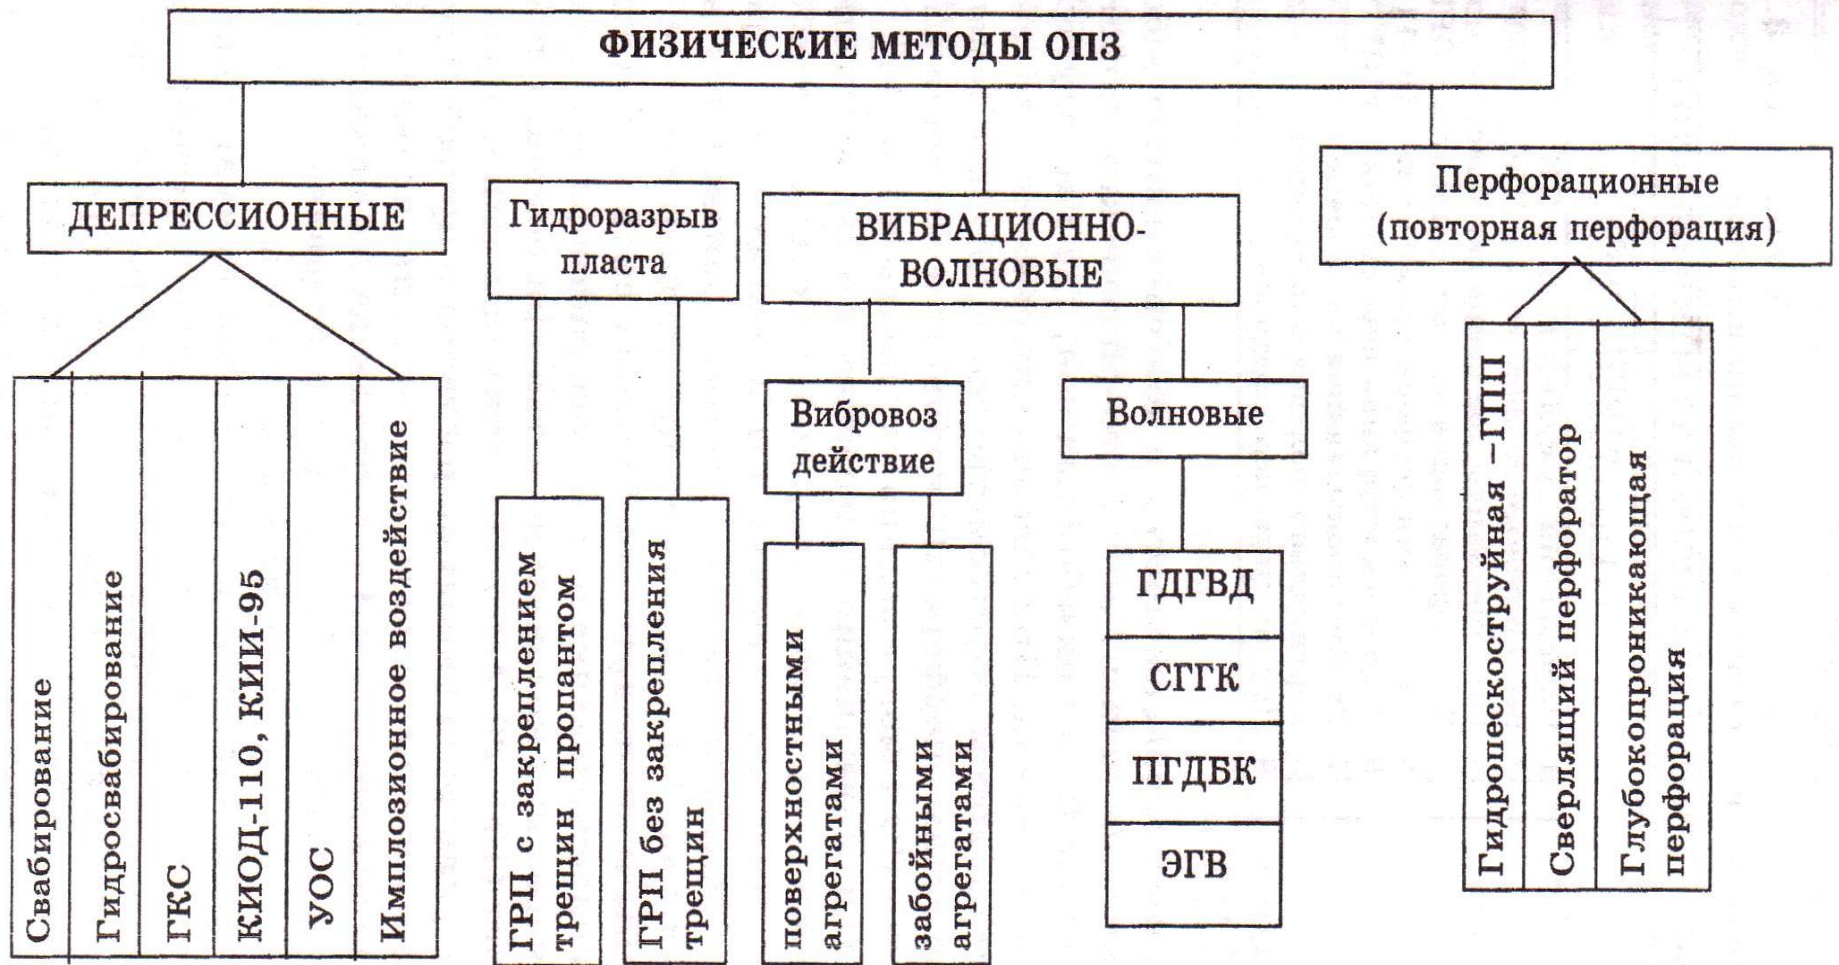 ФИЗИЧЕСКИЕ МЕТОДЫ ОПЗ
ДЕПРЕССИОННЫЕ
Свабирование
Гидросвабирование
ГКС
КИОД-110, КИИ-95
УОС
Имплозионное воздействие
Гидроразрыв
пласта
ГРП с закреплением
трещин пропантом
ГРП без закрепления
трещин
ВИБРАЦИОННО-
ВОЛНОВЫЕ
Вибровоз
действие
поверхностными
агрегатами
забойными
агрегатами
Волновые
ГДГВД
СГГК
ПГДБК
ЭГВ
Перфорационные
(повторная перфорация)
Гидропескоструйная –ГПП
Сверлящий перфоратор
Глубокопроникающая
перфорация